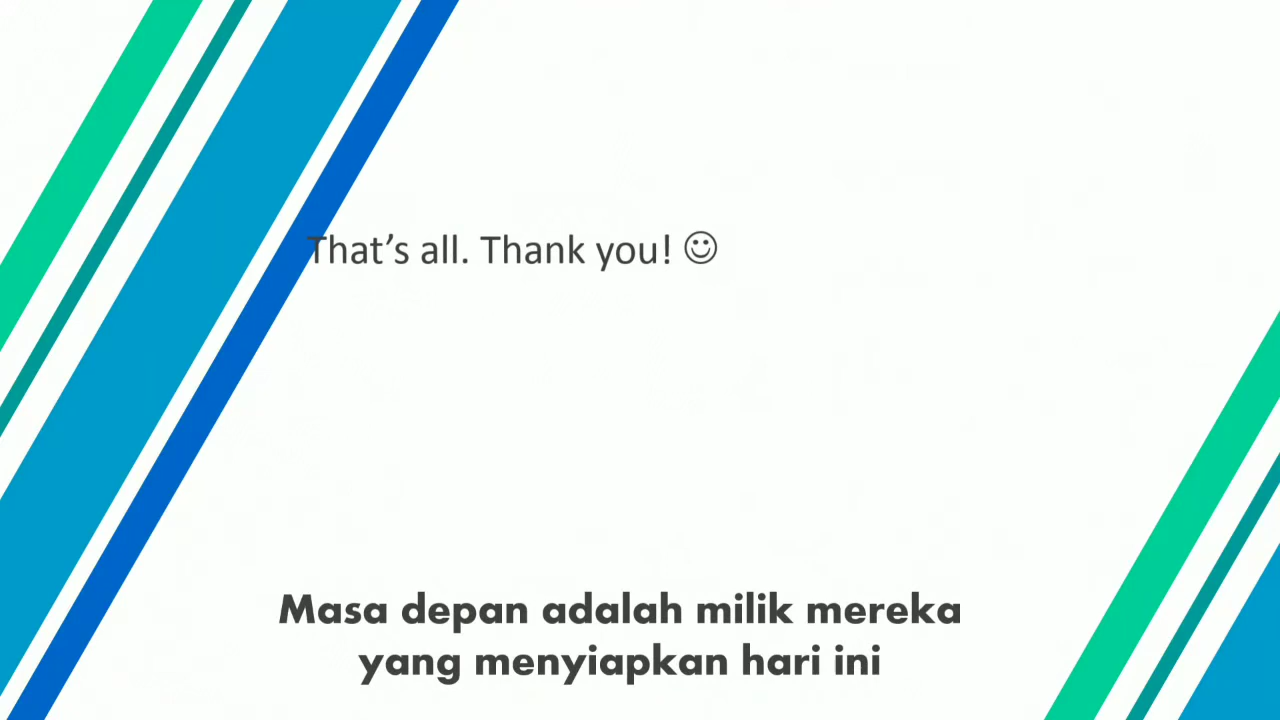 That’s all. Thank you! ☺
Masa depan adalah milik mereka
yang menyiapkan hari ini